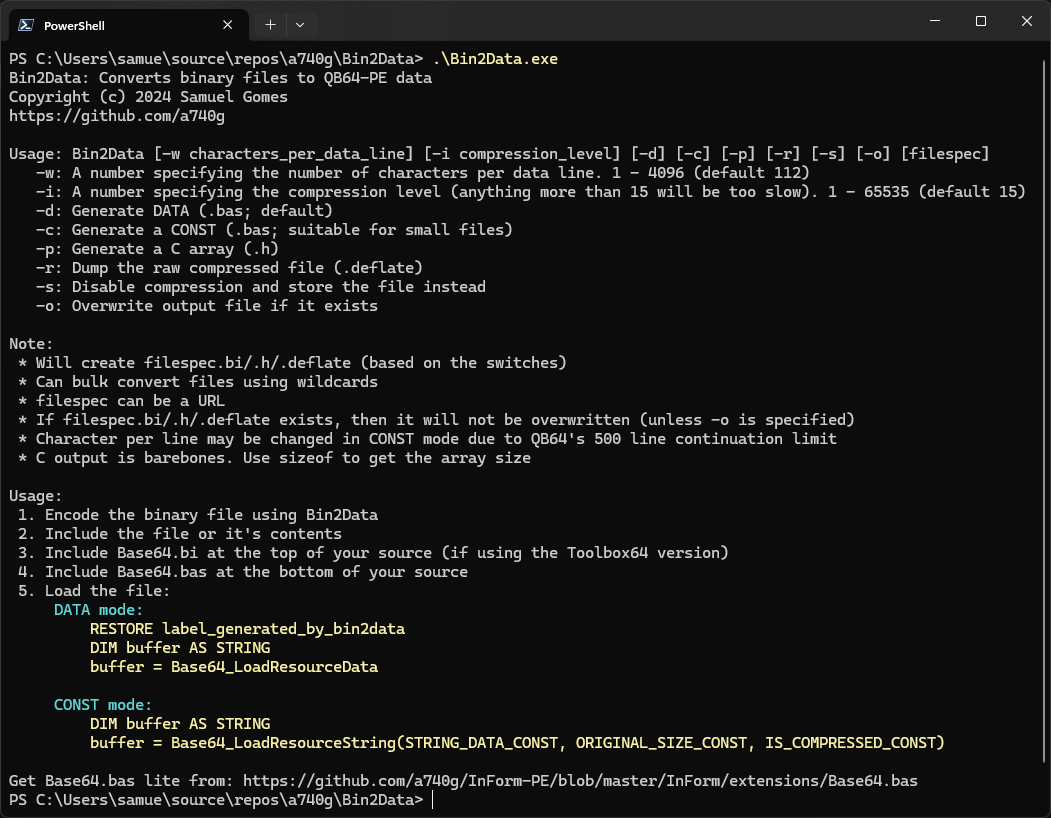 PowerShell
PS C:\Users\samue\source\repos\a740g\Bin2Data> .\Bin2Data.exe
Bin2Data: Converts binary files to QB64-PE data
Copyright (c) 2024 Samuel Gomes
https://github.com/a740g

Usage: Bin2Data [-w characters_per_data_line] [-i compression_level] [-d] [-c] [-p] [-r] [-s] [-o] [filespec]
   -w: A number specifying the number of characters per data line. 1 - 4096 (default 112)
   -i: A number specifying the compression level (anything more than 15 will be too slow). 1 - 65535 (default 15)
   -d: Generate DATA (.bas; default)
   -c: Generate a CONST (.bas; suitable for small files)
   -p: Generate a C array (.h)
   -r: Dump the raw compressed file (.deflate)
   -s: Disable compression and store the file instead
   -o: Overwrite output file if it exists

Note:
 * Will create filespec.bi/.h/.deflate (based on the switches)
 * Can bulk convert files using wildcards
 * filespec can be a URL
 * If filespec.bi/.h/.deflate exists, then it will not be overwritten (unless -o is specified)
 * Character per line may be changed in CONST mode due to QB64's 500 line continuation limit
 * C output is barebones. Use sizeof to get the array size

Usage:
 1. Encode the binary file using Bin2Data
 2. Include the file or it's contents
 3. Include Base64.bi at the top of your source (if using the Toolbox64 version)
 4. Include Base64.bas at the bottom of your source
 5. Load the file:
     DATA mode:
         RESTORE label_generated_by_bin2data
         DIM buffer AS STRING
         buffer = Base64_LoadResourceData

     CONST mode:
         DIM buffer AS STRING
         buffer = Base64_LoadResourceString(STRING_DATA_CONST, ORIGINAL_SIZE_CONST, IS_COMPRESSED_CONST)

Get Base64.bas lite from: https://github.com/a740g/InForm-PE/blob/master/InForm/extensions/Base64.bas
PS C:\Users\samue\source\repos\a740g\Bin2Data>